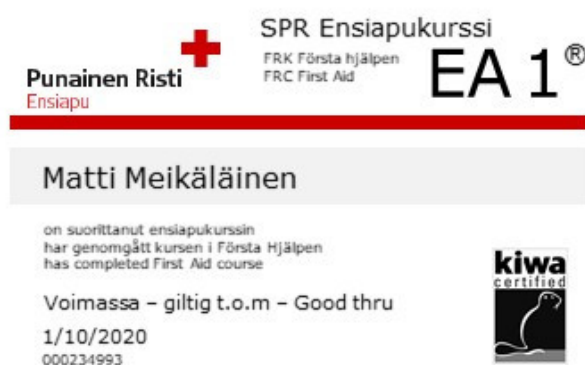 Punainen Risti
Ensiapu
SPR Ensiapukurssi
FRK Första hjälpen
FRC First Aid
EA 1®
Matti Meikäläinen
on suorittanut ensiapukurssin
har genomgått kursen i Första Hjälpen
has completed First Aid course
Voimassa – giltig t.o.m – Good thru
1/10/2020
000234993
kiwa
certified